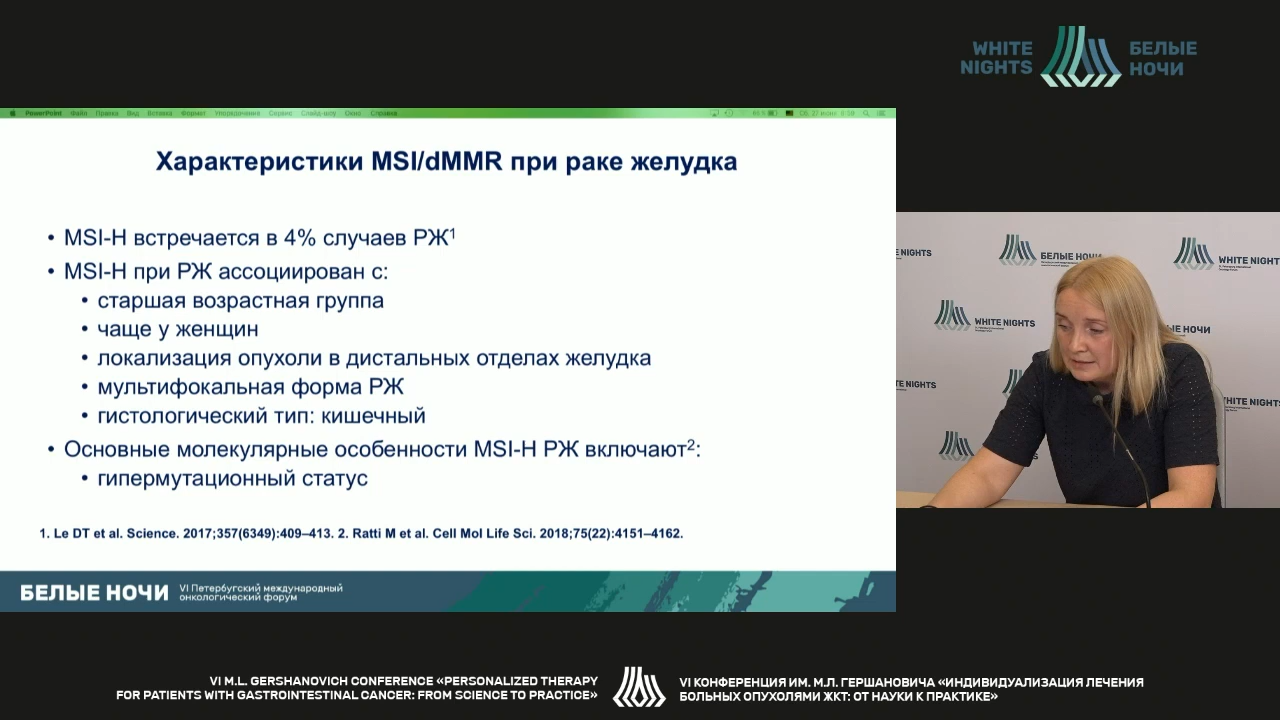 WHITE
NIGHTS
БЕЛЫЕ
НОЧИ
PowerPoint Файл Правка Вид Вставка Формат Упорядочение Сервис Слайд-шоу Окно Справка
Характеристики MSI/dMMR при раке желудка
• MSI-H встречается в 4% случаев РЖ¹
• MSI-H при РЖ ассоциирован с:
• старшая возрастная группа
• чаще у женщин
• локализация опухоли в дистальных отделах желудка
• мультифокальная форма РЖ
• гистологический тип: кишечный
• Основные молекулярные особенности MSI-H РЖ включают²:
• гипермутационный статус
1. Le DT et al. Science. 2017;357(6349):409–413. 2. Ratti M et al. Cell Mol Life Sci. 2018;75(22):4151–4162.
БЕЛЫЕ НОЧИ
VI Петербургский международный
онкологический форум
NIGHTS
БЕЛЫЕ НОЧИ
WHITE NIGHTS
WHITE NIGHTS
НОЧИ
NIGHTS
WHITE NIGHTS
VI M.L. GERSHANOVICH CONFERENCE «PERSONALIZED THERAPY
FOR PATIENTS WITH GASTROINTESTINAL CANCER: FROM SCIENCE TO PRACTICE»
VI КОНФЕРЕНЦИЯ ИМ. М.Л. ГЕРШАНОВИЧА «ИНДИВИДУАЛИЗАЦИЯ ЛЕЧЕНИЯ
БОЛЬНЫХ ОПУХОЛЯМИ ЖКТ: ОТ НАУКИ К ПРАКТИКЕ»